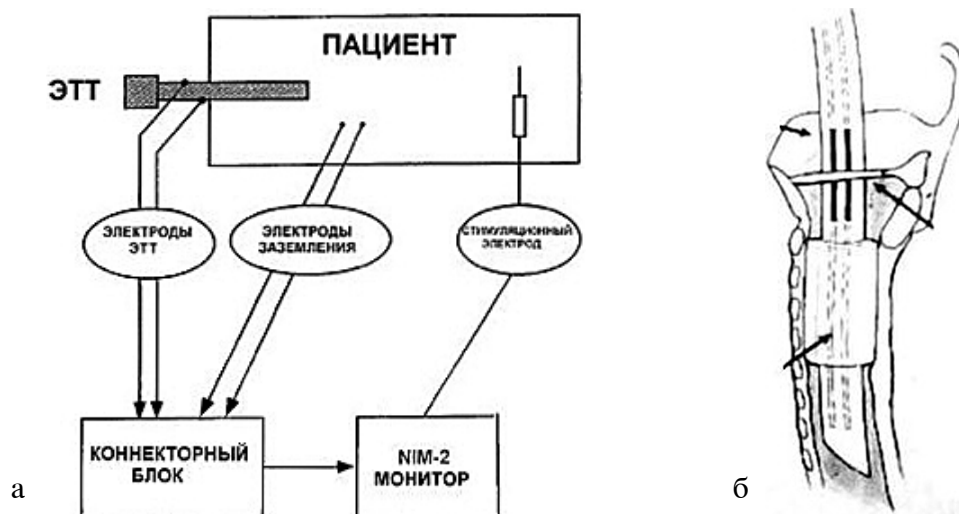 ПАЦИЕНТ
ЭТТ
ЭЛЕКТРОДЫ
ЭТТ
ЭЛЕКТРОДЫ
ЗАЗЕМЛЕНИЯ
СТИМУЛЯЦИОННЫЙ
ЭЛЕКТРОД
КОННЕКТОРНЫЙ
БЛОК
NIM-2
МОНИТОР
а
б